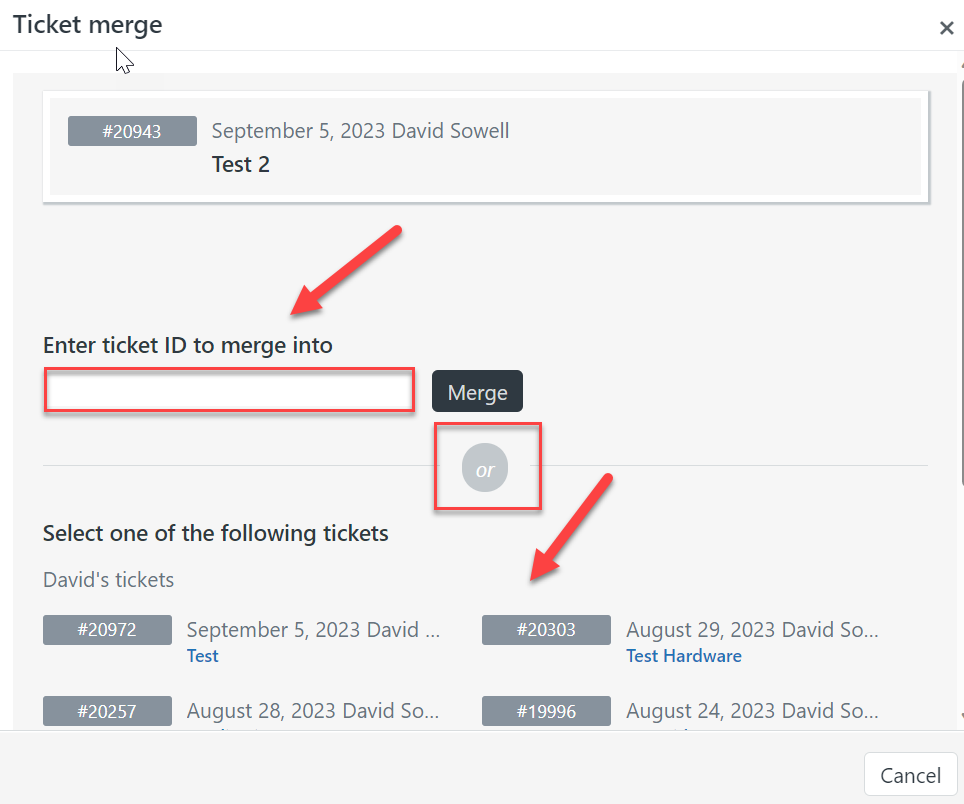 Ticket merge
#20943
September 5, 2023 David Sowell
Test 2
Enter ticket ID to merge into
Merge
or
Select one of the following tickets
David's tickets
#20972
September 5, 2023 David ...
Test
#20303
August 29, 2023 David So...
Test Hardware
#20257
August 28, 2023 David So...
#19996
August 24, 2023 David So...
Cancel